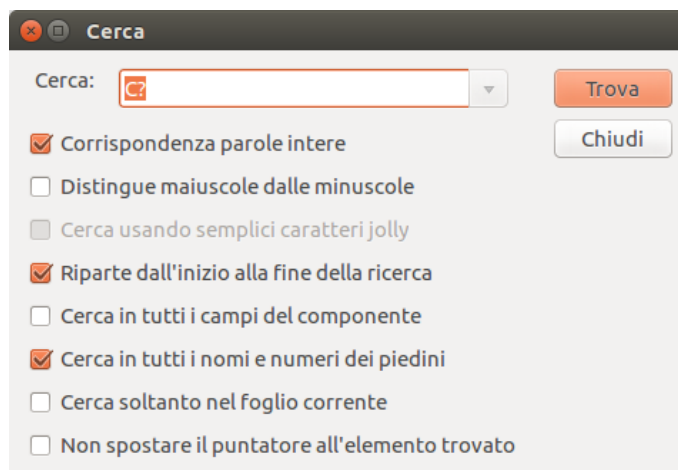 Cerca
Cerca: C? Trova
Chiudi
Corrispondenza parole intere
Distingue maiuscole dalle minuscole
Cerca usando semplici caratteri jolly
Riparte dall'inizio alla fine della ricerca
Cerca in tutti i campi del componente
Cerca in tutti i nomi e numeri dei piedini
Cerca soltanto nel foglio corrente
Non spostare il puntatore all'elemento trovato